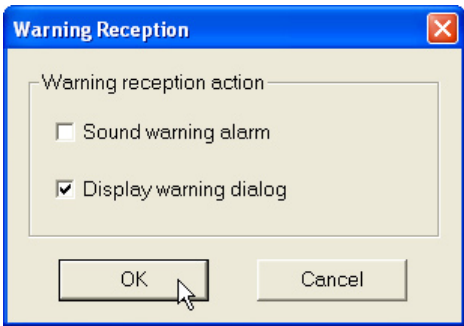 Warning Reception
Warning reception action
Sound warning alarm
Display warning dialog
OK
Cancel